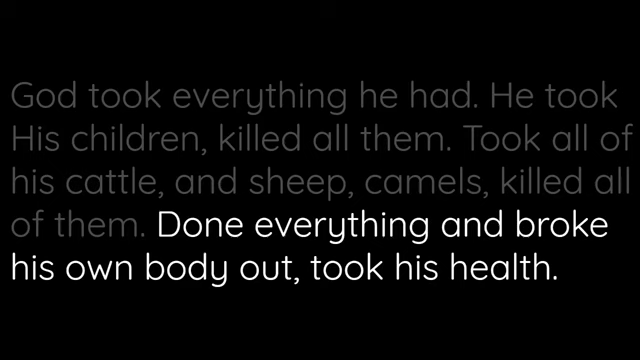 God took everything he had. He took
His children, killed all them. Took all of
his cattle, and sheep, camels, killed all
of them. Done everything and broke
his own body out, took his health.